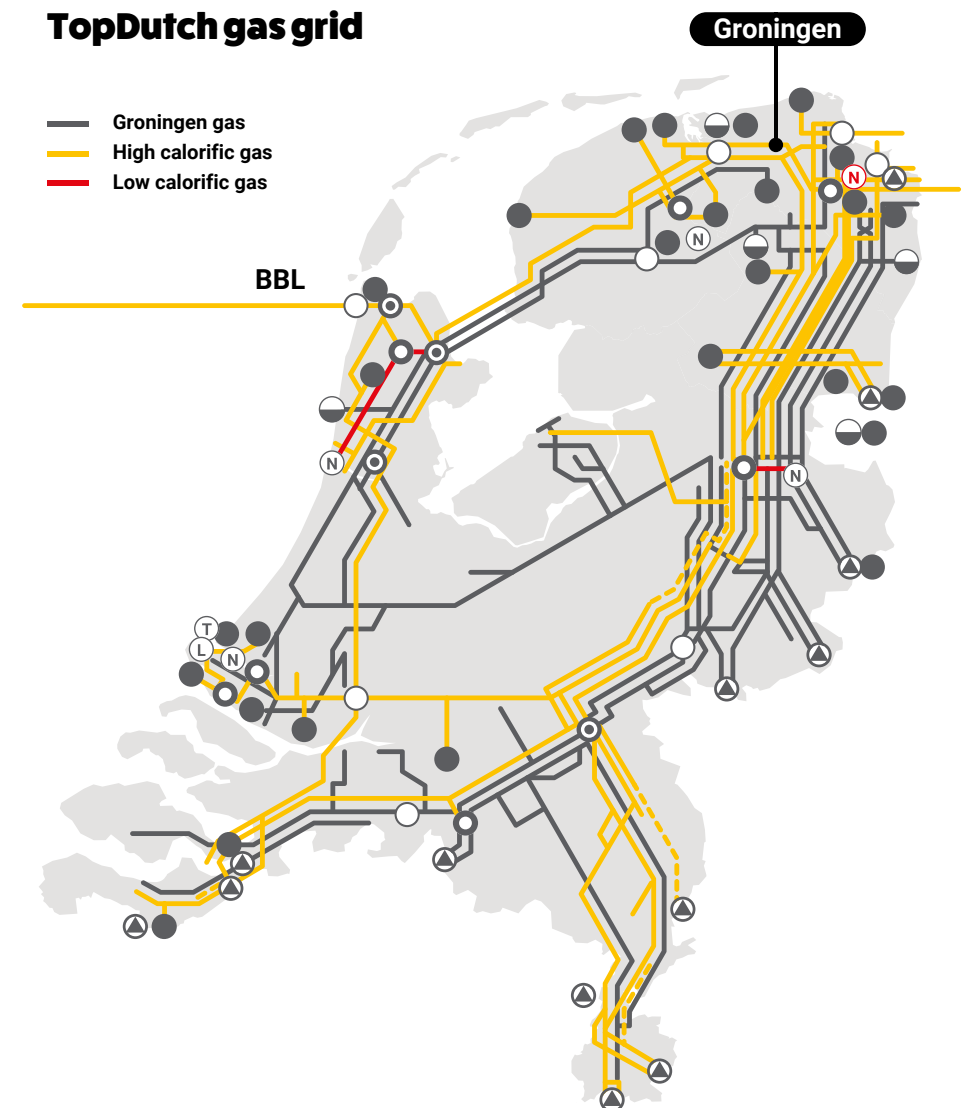 TopDutch gas grid
Groningen
Groningen gas
High calorific gas
Low calorific gas
N
N
BBL
N
N
T
L
N